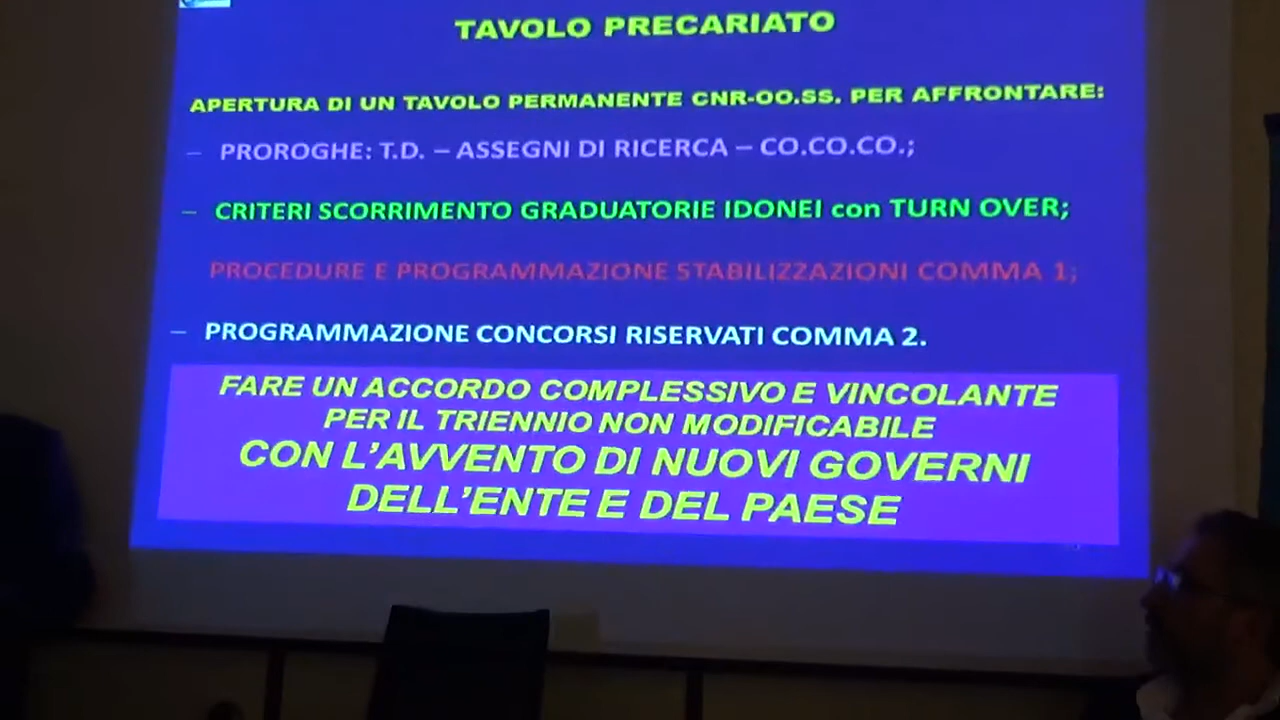 TAVOLO PRECARIATO
APERTURA DI UN TAVOLO PERMANENTE CNR-OO.SS. PER AFFRONTARE:
– PROROGHE: T.D. – ASSEGNI DI RICERCA – CO.CO.CO.;
– CRITERI SCORRIMENTO GRADUATORIE IDONEI con TURN OVER;
PROCEDURE E PROGRAMMAZIONE STABILIZZAZIONI COMMA 1;
– PROGRAMMAZIONE CONCORSI RISERVATI COMMA 2.
FARE UN ACCORDO COMPLESSIVO E VINCOLANTE
PER IL TRIENNIO NON MODIFICABILE
CON L'AVVENTO DI NUOVI GOVERNI
DELL'ENTE E DEL PAESE